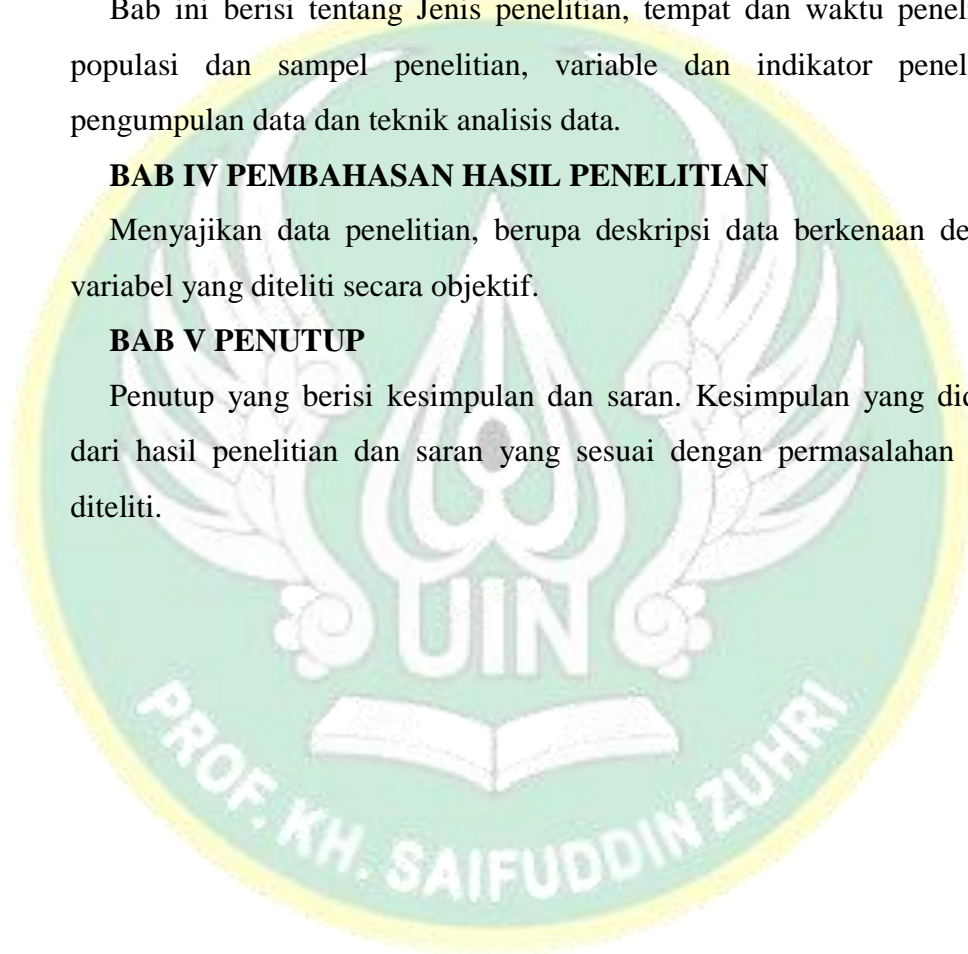 Bab ini berisi tentang Jenis penelitian, tempat dan waktu penel
populasi dan sampel penelitian, variable dan indikator penel
pengumpulan data dan teknik analisis data.
BAB IV PEMBAHASAN HASIL PENELITIAN
Menyajikan data penelitian, berupa deskripsi data berkenaan de
variabel yang diteliti secara objektif.
BAB V PENUTUP
Penutup yang berisi kesimpulan dan saran. Kesimpulan yang did
dari hasil penelitian dan saran yang sesuai dengan permasalahan
diteliti.
UIN
PROF. KH. SAIFUDDIN ZUHRI